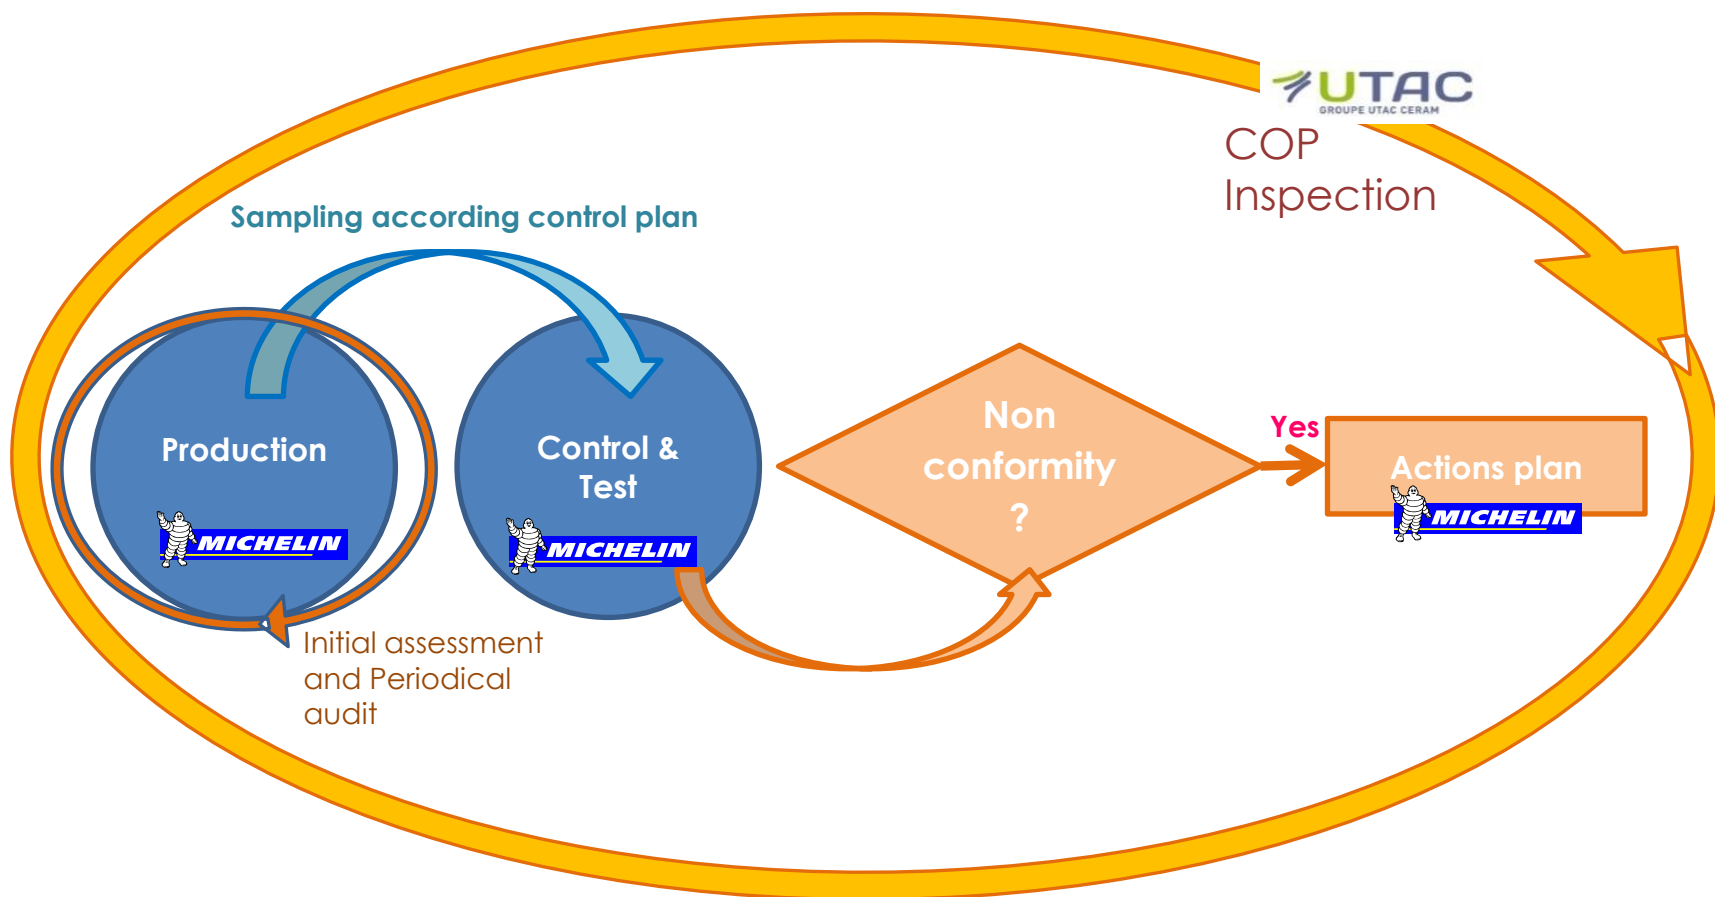 UTAC
GROUPE UTAC CERAM
COP
Inspection
Sampling according control plan
Production
MICHELIN
Control &
Test
MICHELIN
Non
conformity
?
Yes
Actions plan
MICHELIN
Initial assessment
and Periodical
audit